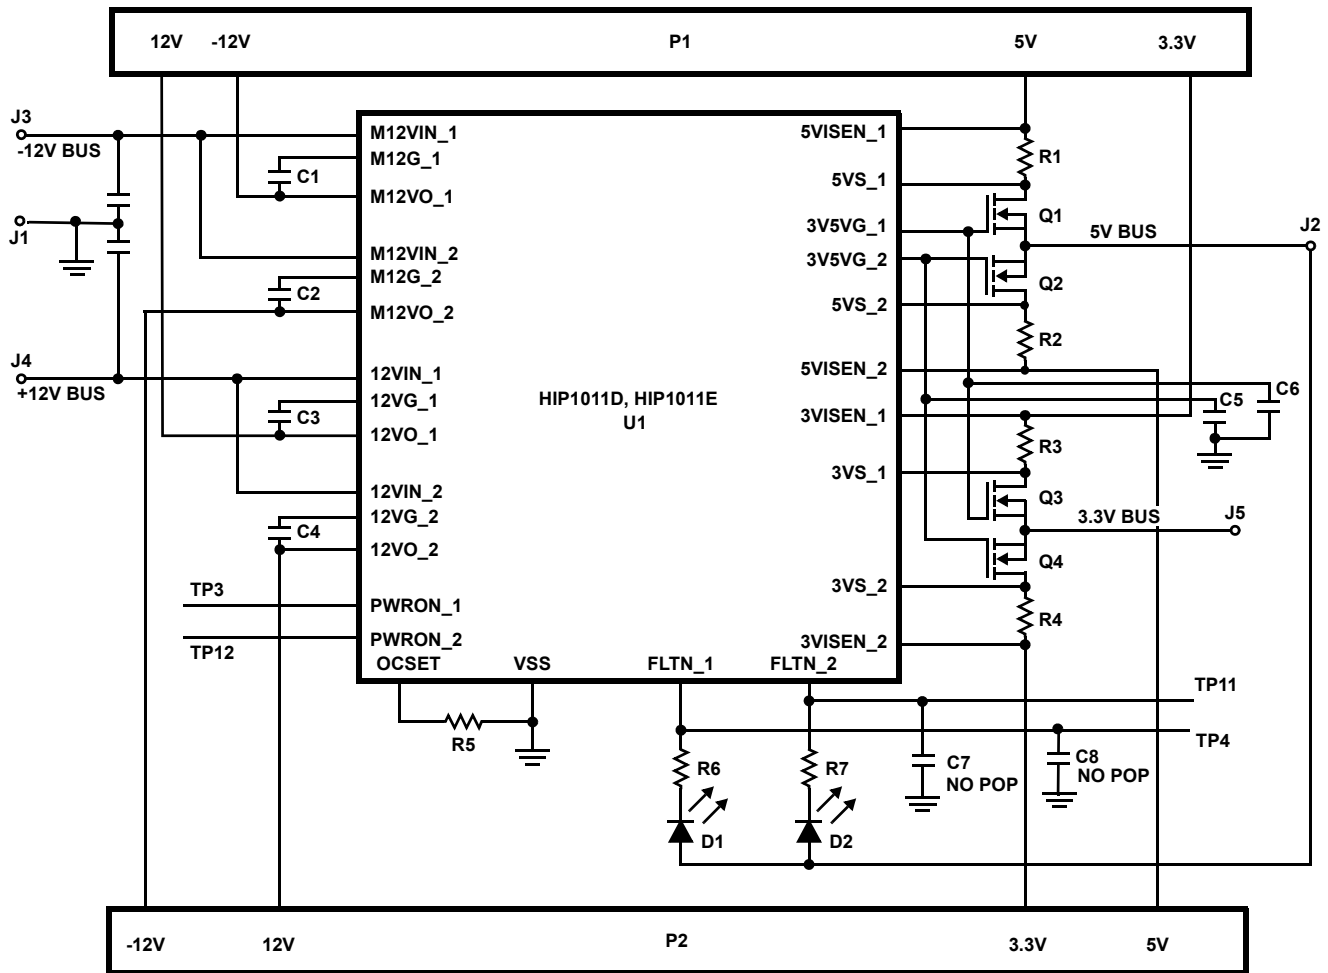 12V -12V P1 5V 3.3V
J3
-12V BUS
J1
J4
+12V BUS
M12VIN_1
M12G_1
C1
M12VO_1
M12VIN_2
M12G_2
C2
M12VO_2
12VIN_1
12VG_1
C3
12VO_1
12VIN_2
12VG_2
C4
12VO_2
TP3
PWRON_1
PWRON_2
TP12
OCSET VSS FLTN_1 FLTN_2
HIP1011D, HIP1011E
U1
5VISEN_1
R1
5VS_1
3V5VG_1
Q1
5V BUS
J2
3V5VG_2
Q2
5VS_2
R2
5VISEN_2
C6
C5
3VISEN_1
R3
3VS_1
Q3
3.3V BUS
J5
Q4
3VS_2
R4
3VISEN_2
TP11
TP4
R5
R6
R7
C7
NO POP
C8
NO POP
D1
D2
-12V 12V P2 3.3V 5V